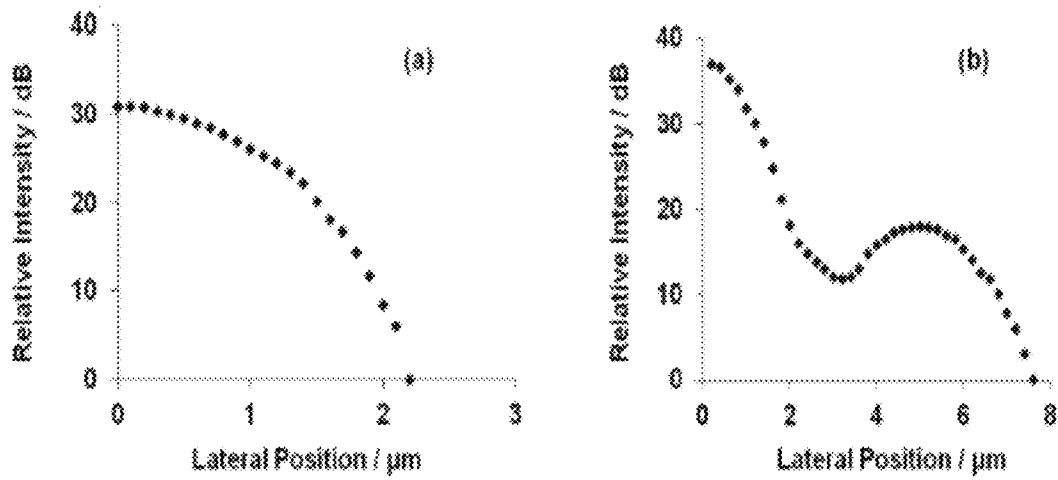 (a)
Relative Intensity / dB
40
30
20
10
0
0 1 2 3
Lateral Position / µm
(b)
Relative Intensity / dB
40
30
20
10
0
0 2 4 6 8
Lateral Position / µm